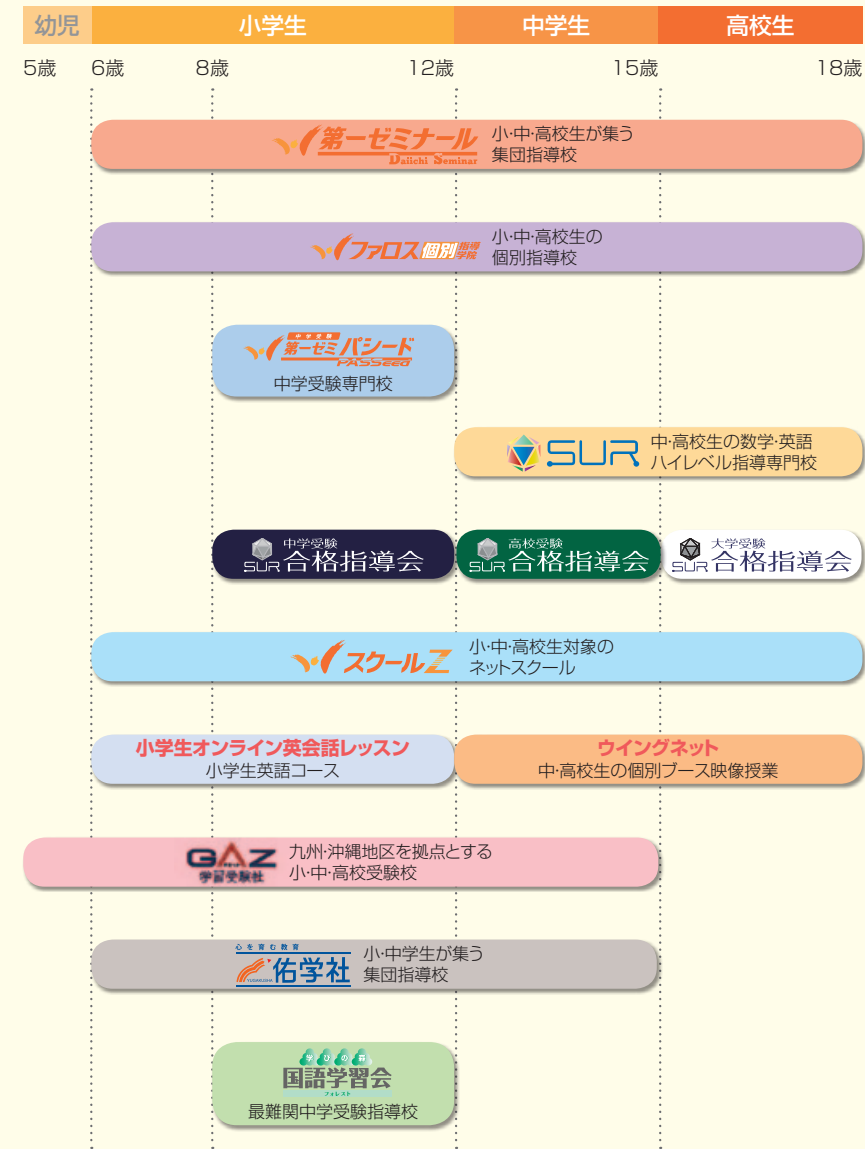 幼児 小学生 中学生 高校生
5歳 6歳 8歳 12歳 15歳 18歳
第一ゼミナール
Daiichi Seminar
小・中・高校生が集う
集団指導校
ファロス個別指導学院
小・中・高校生の
個別指導校
中学受験
第一ゼミパシード
PASSeed
中学受験専門校
SUR
中・高校生の数学・英語
ハイレベル指導専門校
中学受験
SUR 合格指導会
高校受験
SUR 合格指導会
大学受験
SUR 合格指導会
スクールZ
小・中・高校生対象の
ネットスクール
小学生オンライン英会話レッスン
小学生英語コース
ウイングネット
中・高校生の個別ブース映像授業
GAZ
学習受験社
九州・沖縄地区を拠点とする
小・中・高校受験校
心を育む教育
佑学社
YUGAKUSHA
小・中学生が集う
集団指導校
学びの森
国語学習会
フォレスト
最難関中学受験指導校